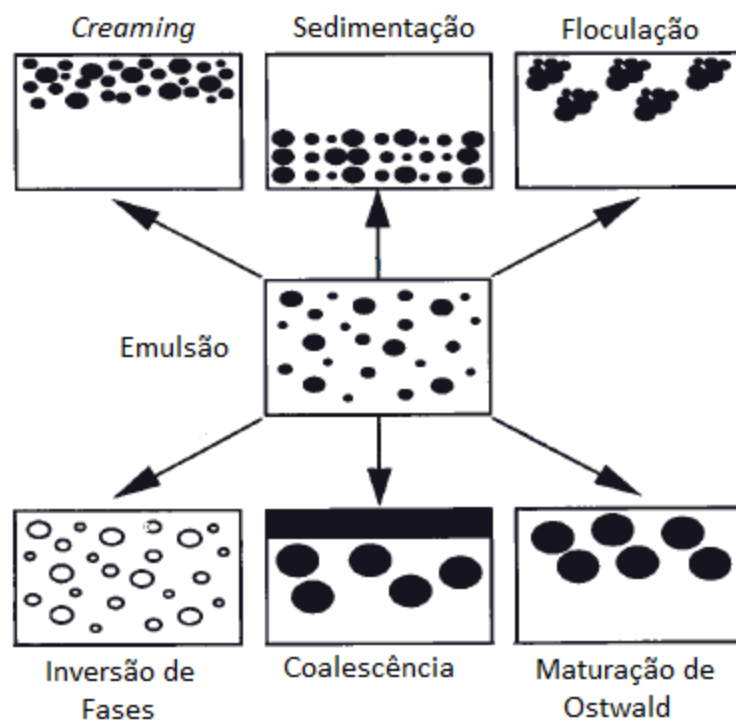 Creaming
Sedimentação
Floculação
Emulsão
Inversão de
Fases
Coalescência
Maturação de
Ostwald